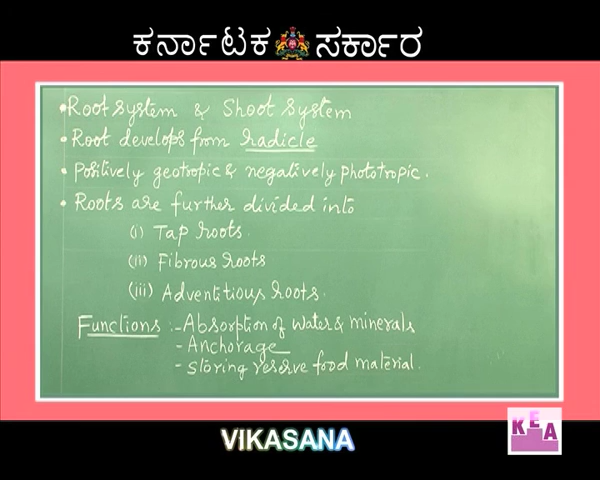 ಕರ್ನಾಟಕ ಸರ್ಕಾರ
• Root system & Shoot system
• Root develops from radicle
• Positively geotropic & negatively phototropic.
• Roots are further divided into
(i) Tap roots.
(ii) Fibrous roots
(iii) Adventitious roots.
Functions :- Absorption of water & minerals
- Anchorage
- Storing reserve food material.
VIKASANA
KEA